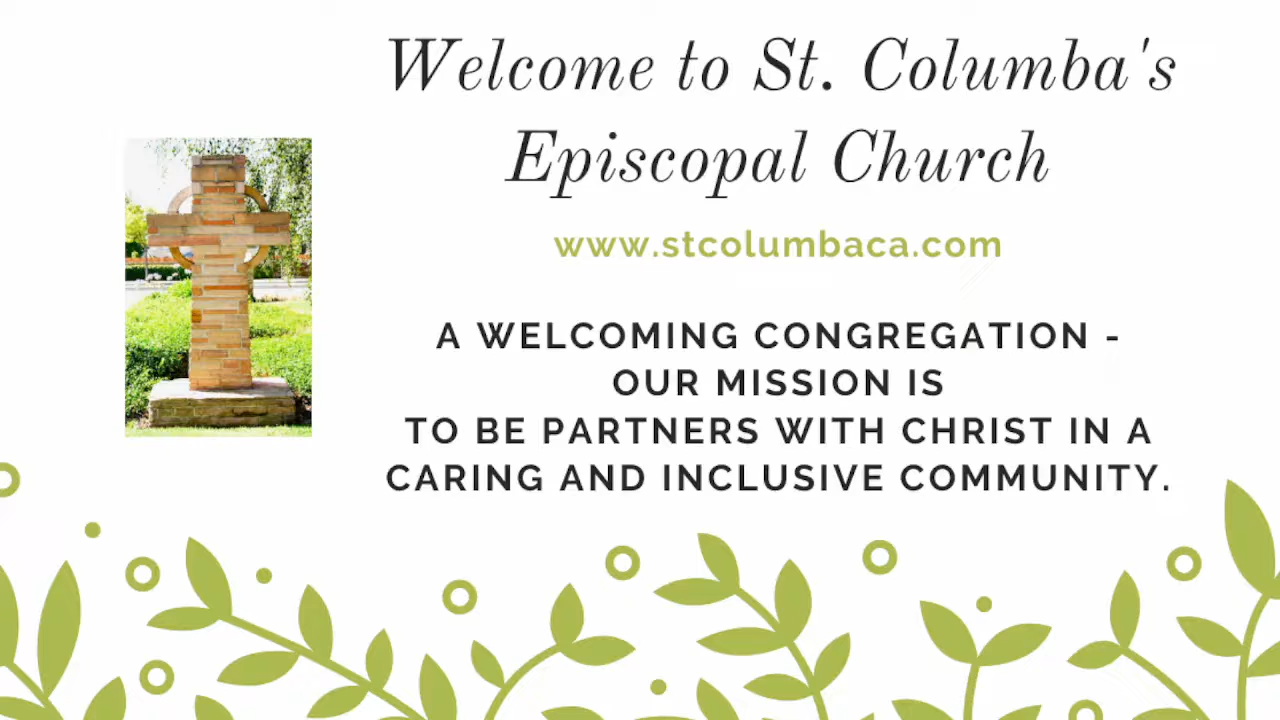 Welcome to St. Columba's
Episcopal Church
www.stcolumbaca.com
A WELCOMING CONGREGATION -
OUR MISSION IS
TO BE PARTNERS WITH CHRIST IN A
CARING AND INCLUSIVE COMMUNITY.